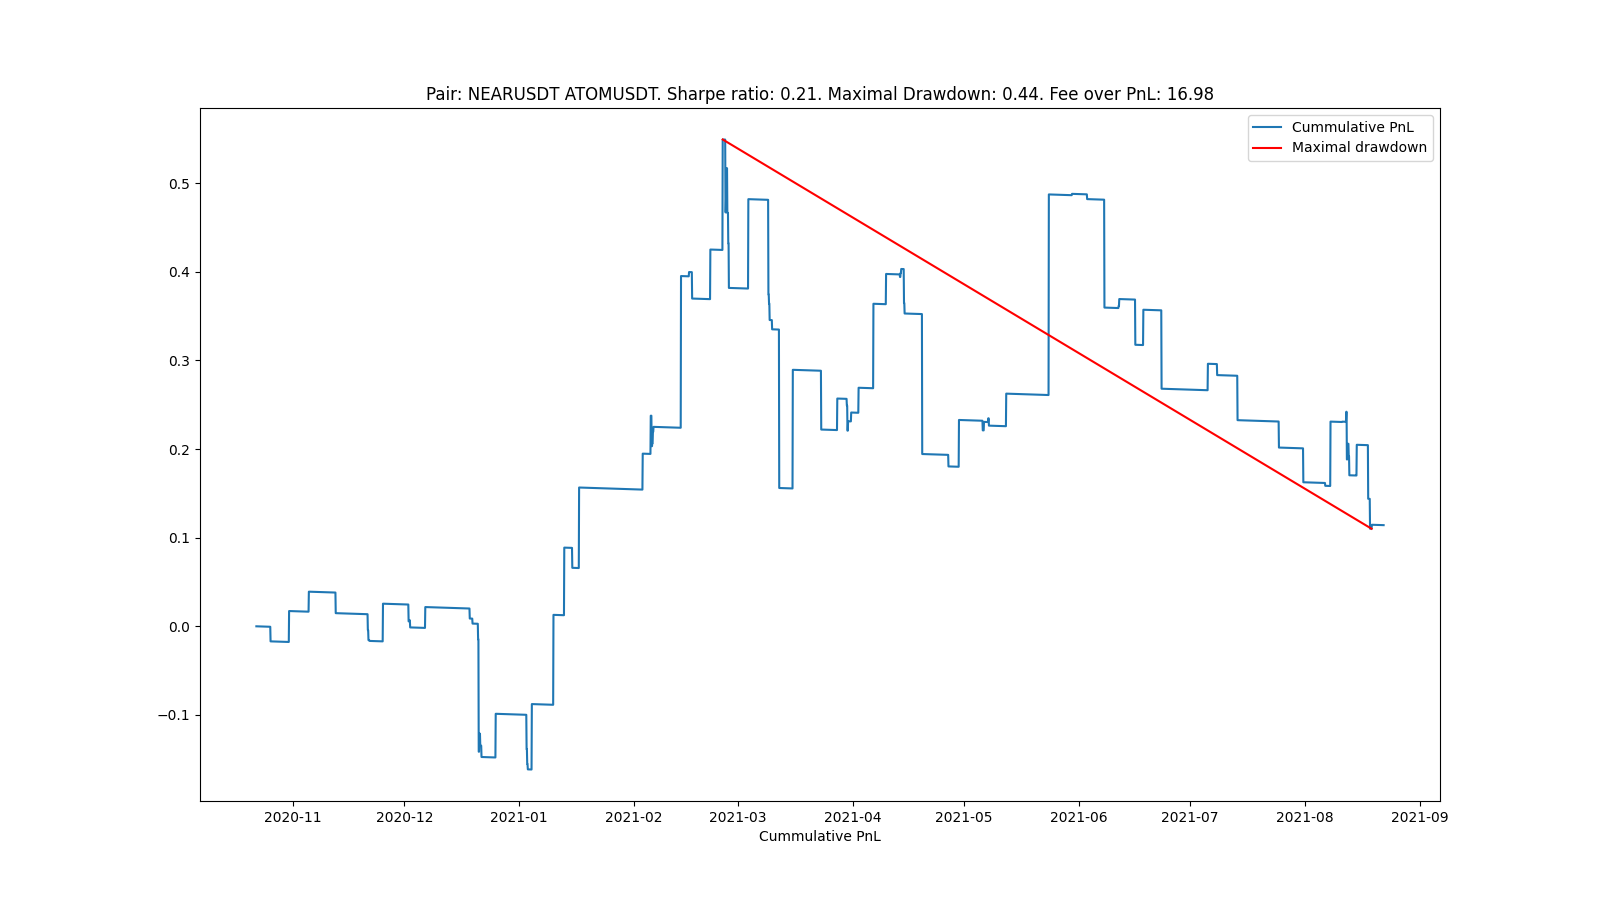 Pair: NEARUSDT ATOMUSDT. Sharpe ratio: 0.21. Maximal Drawdown: 0.44. Fee over PnL: 16.98
Cummulative PnL
Maximal drawdown
0.5
0.4
0.3
0.2
0.1
0.0
−0.1
2020-11 2020-12 2021-01 2021-02 2021-03 2021-04 2021-05 2021-06 2021-07 2021-08 2021-09
Cummulative PnL